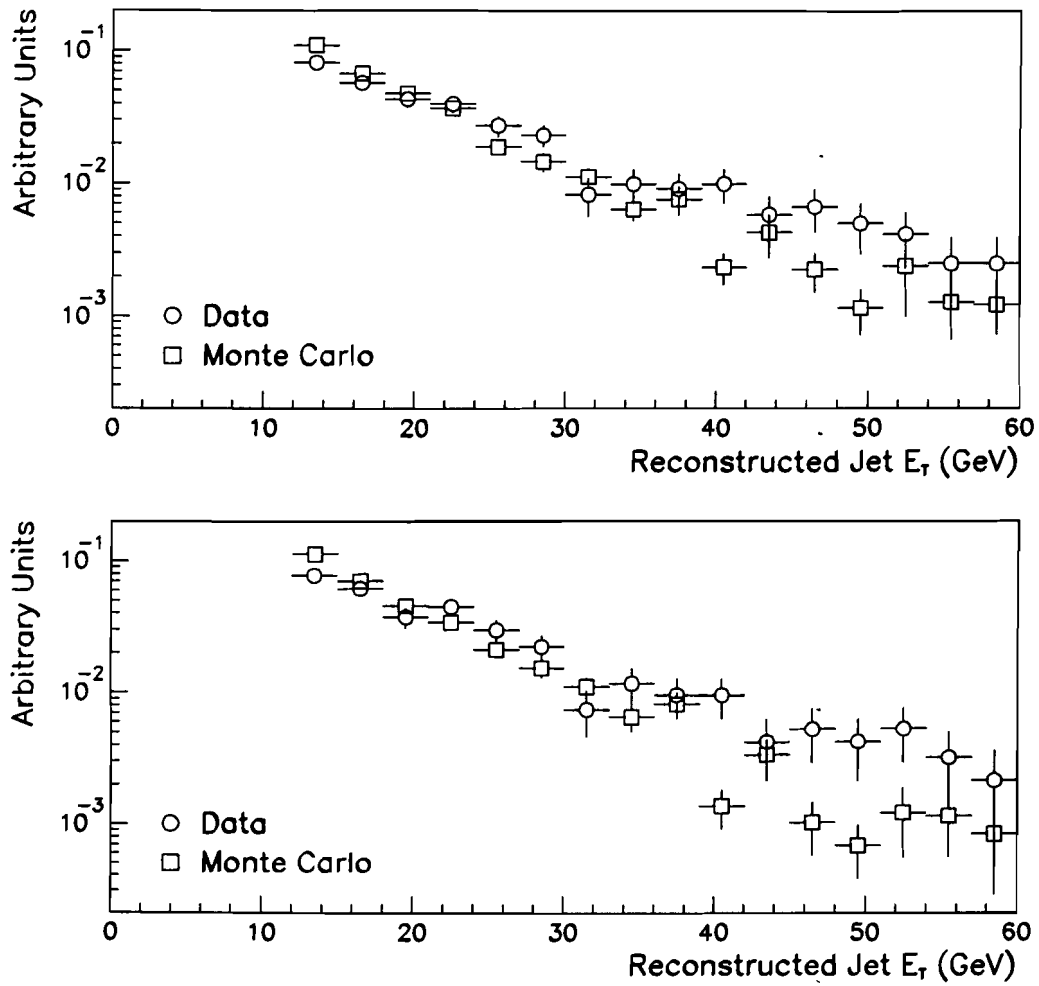 Arbitrary Units
10⁻¹
10⁻²
10⁻³
Data
Monte Carlo
0 10 20 30 40 50 60
Reconstructed Jet E_T (GeV)
Arbitrary Units
10⁻¹
10⁻²
10⁻³
Data
Monte Carlo
0 10 20 30 40 50 60
Reconstructed Jet E_T (GeV)